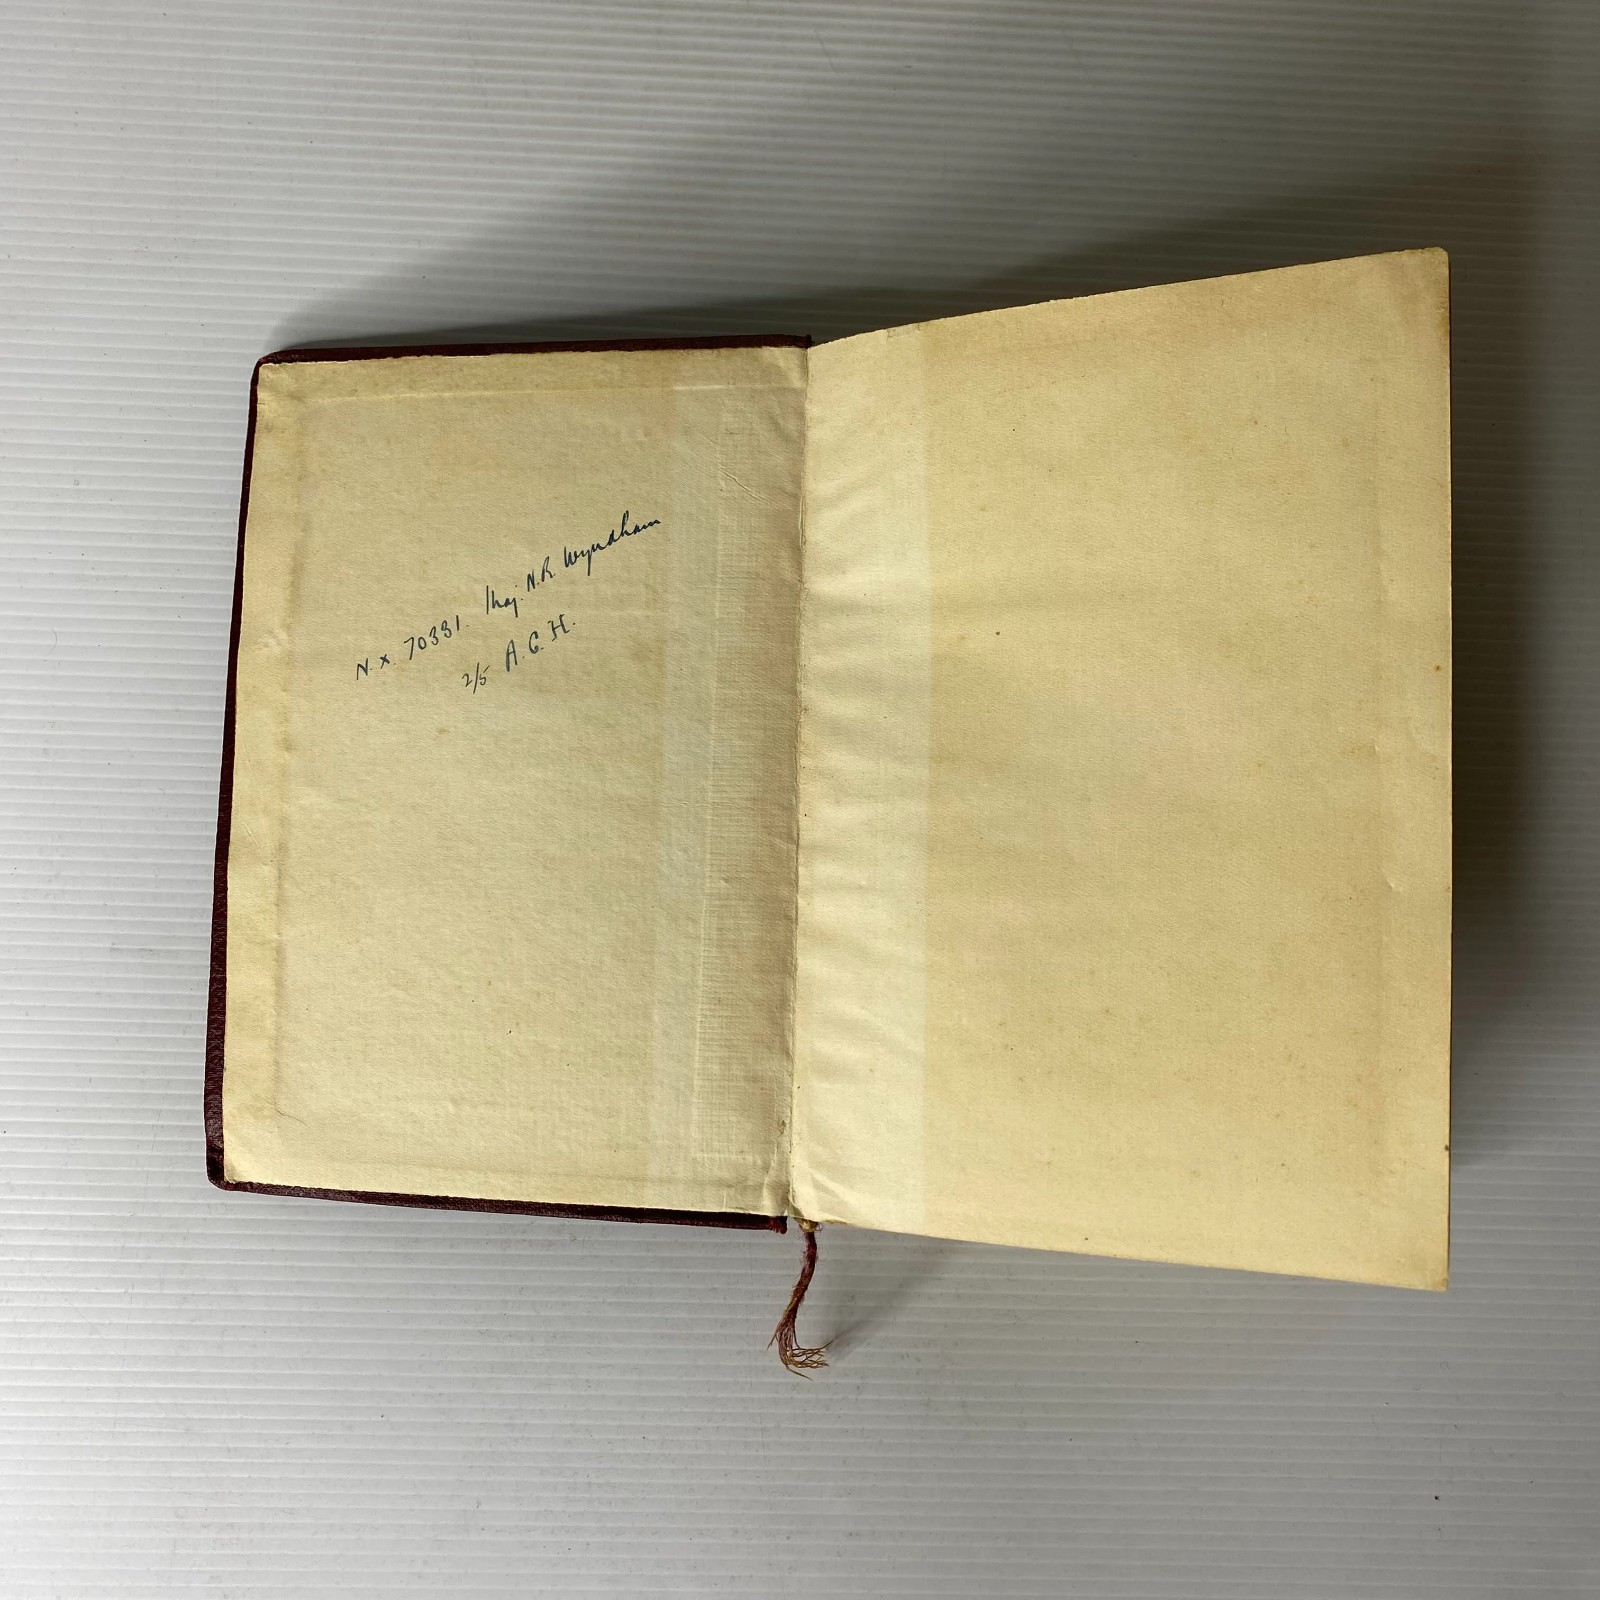 N.X. 70331. Maj. N.R. Wyndham
2/5 A.G.H.